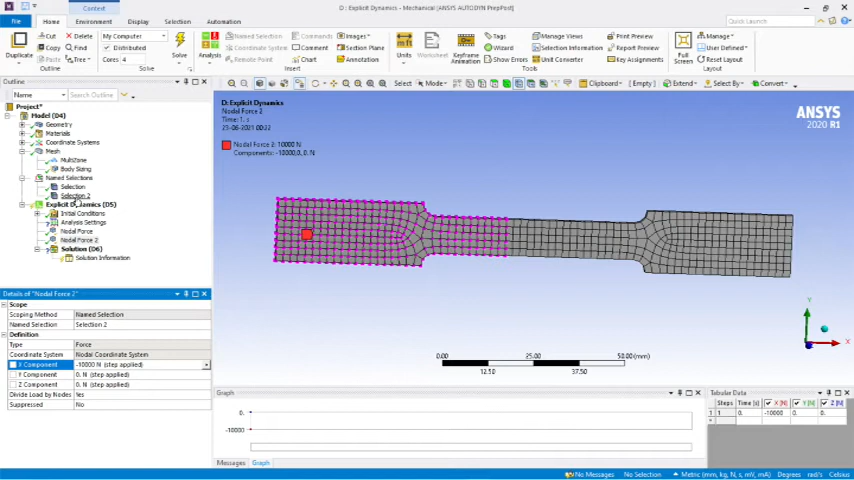 Context
D : Explicit Dynamics - Mechanical [ANSYS AUTODYN PrepPost]
File
Home
Environment
Display
Selection
Automation
Quick Launch
Duplicate
Cut
Copy
Paste
Delete
Find
Tree
Outline
My Computer
Distributed
Cores: 4
Solve
Solve
Analysis
Named Selection
Coordinate System
Remote Point
Commands
Comment
Chart
Images
Section Plane
Annotation
Insert
Units
Worksheet
Keyframe
Animation
Tags
Wizard
Show Errors
Manage Views
Selection Information
Unit Converter
Print Preview
Report Preview
Key Assignments
Tools
Full
Screen
Manage
User Defined
Reset Layout
Layout
Outline
Name
Search Outline
Select
Mode
Clipboard
[ Empty ]
Extend
Select By
Convert
Project*
Model (D4)
Geometry
Materials
Coordinate Systems
Mesh
MultiZone
Body Sizing
Named Selections
Selection
Selection 2
Initial Conditions
Analysis Settings
Nodal Force
Nodal Force 2
Solution (D6)
Solution Information
D: Explicit Dynamics
Nodal Force 2
Time: 1. s
Nodal Force 2: 10000 N
Components: -10000,0, 0. N
ANSYS
2020 R1
Y
X
0.00
25.00
50.00 (mm)
12.50
37.50
Details of "Nodal Force 2"
Scope
Scoping Method Named Selection
Named Selection Selection 2
Definition
Type Force
Coordinate System Nodal Coordinate System
X Component -10000 N (step applied)
Y Component 0. N (step applied)
Z Component 0. N (step applied)
Divide Load by Nodes Yes
Suppressed No
Graph
0.
-10000
Messages
Graph
Tabular Data
Steps Time [s] X [N] Y [N] Z [N]
1 1 0. -10000 0. 0.
*
No Messages
No Selection
Metric (mm, kg, N, s, mV, mA)
Degrees
rad/s
Celsius